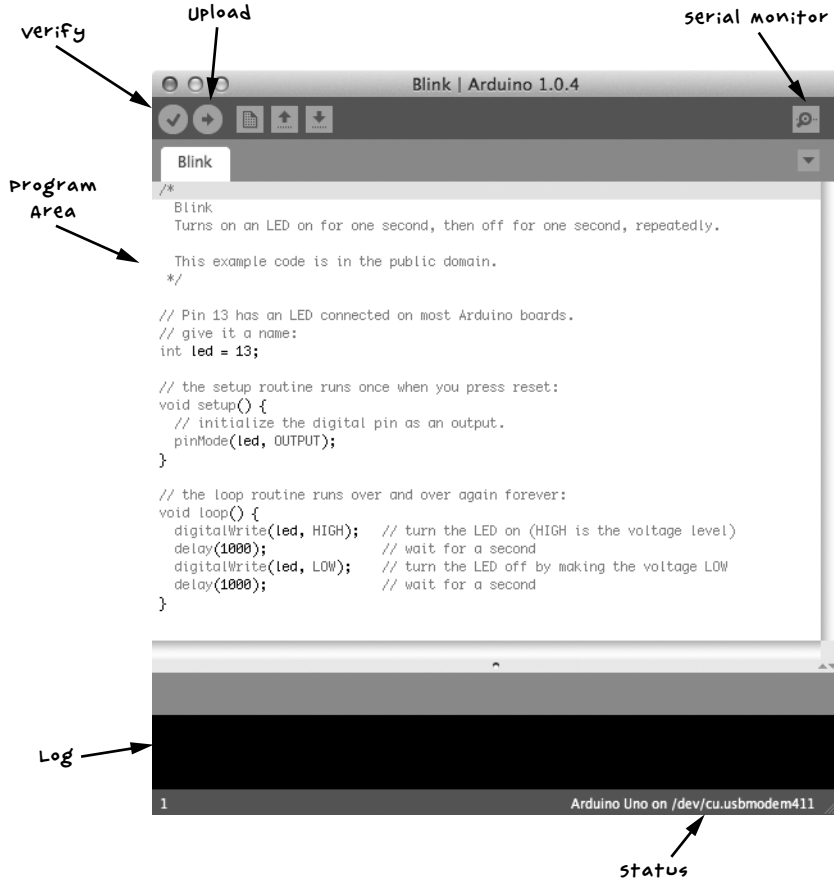 verify
upload
serial monitor
Blink | Arduino 1.0.4
Blink
Program
Area
/*
  Blink
  Turns on an LED on for one second, then off for one second, repeatedly.

  This example code is in the public domain.
 */

// Pin 13 has an LED connected on most Arduino boards.
// give it a name:
int led = 13;

// the setup routine runs once when you press reset:
void setup() {
  // initialize the digital pin as an output.
  pinMode(led, OUTPUT);
}

// the loop routine runs over and over again forever:
void loop() {
  digitalWrite(led, HIGH);   // turn the LED on (HIGH is the voltage level)
  delay(1000);               // wait for a second
  digitalWrite(led, LOW);    // turn the LED off by making the voltage LOW
  delay(1000);               // wait for a second
}
Log
1
Arduino Uno on /dev/cu.usbmodem411
status